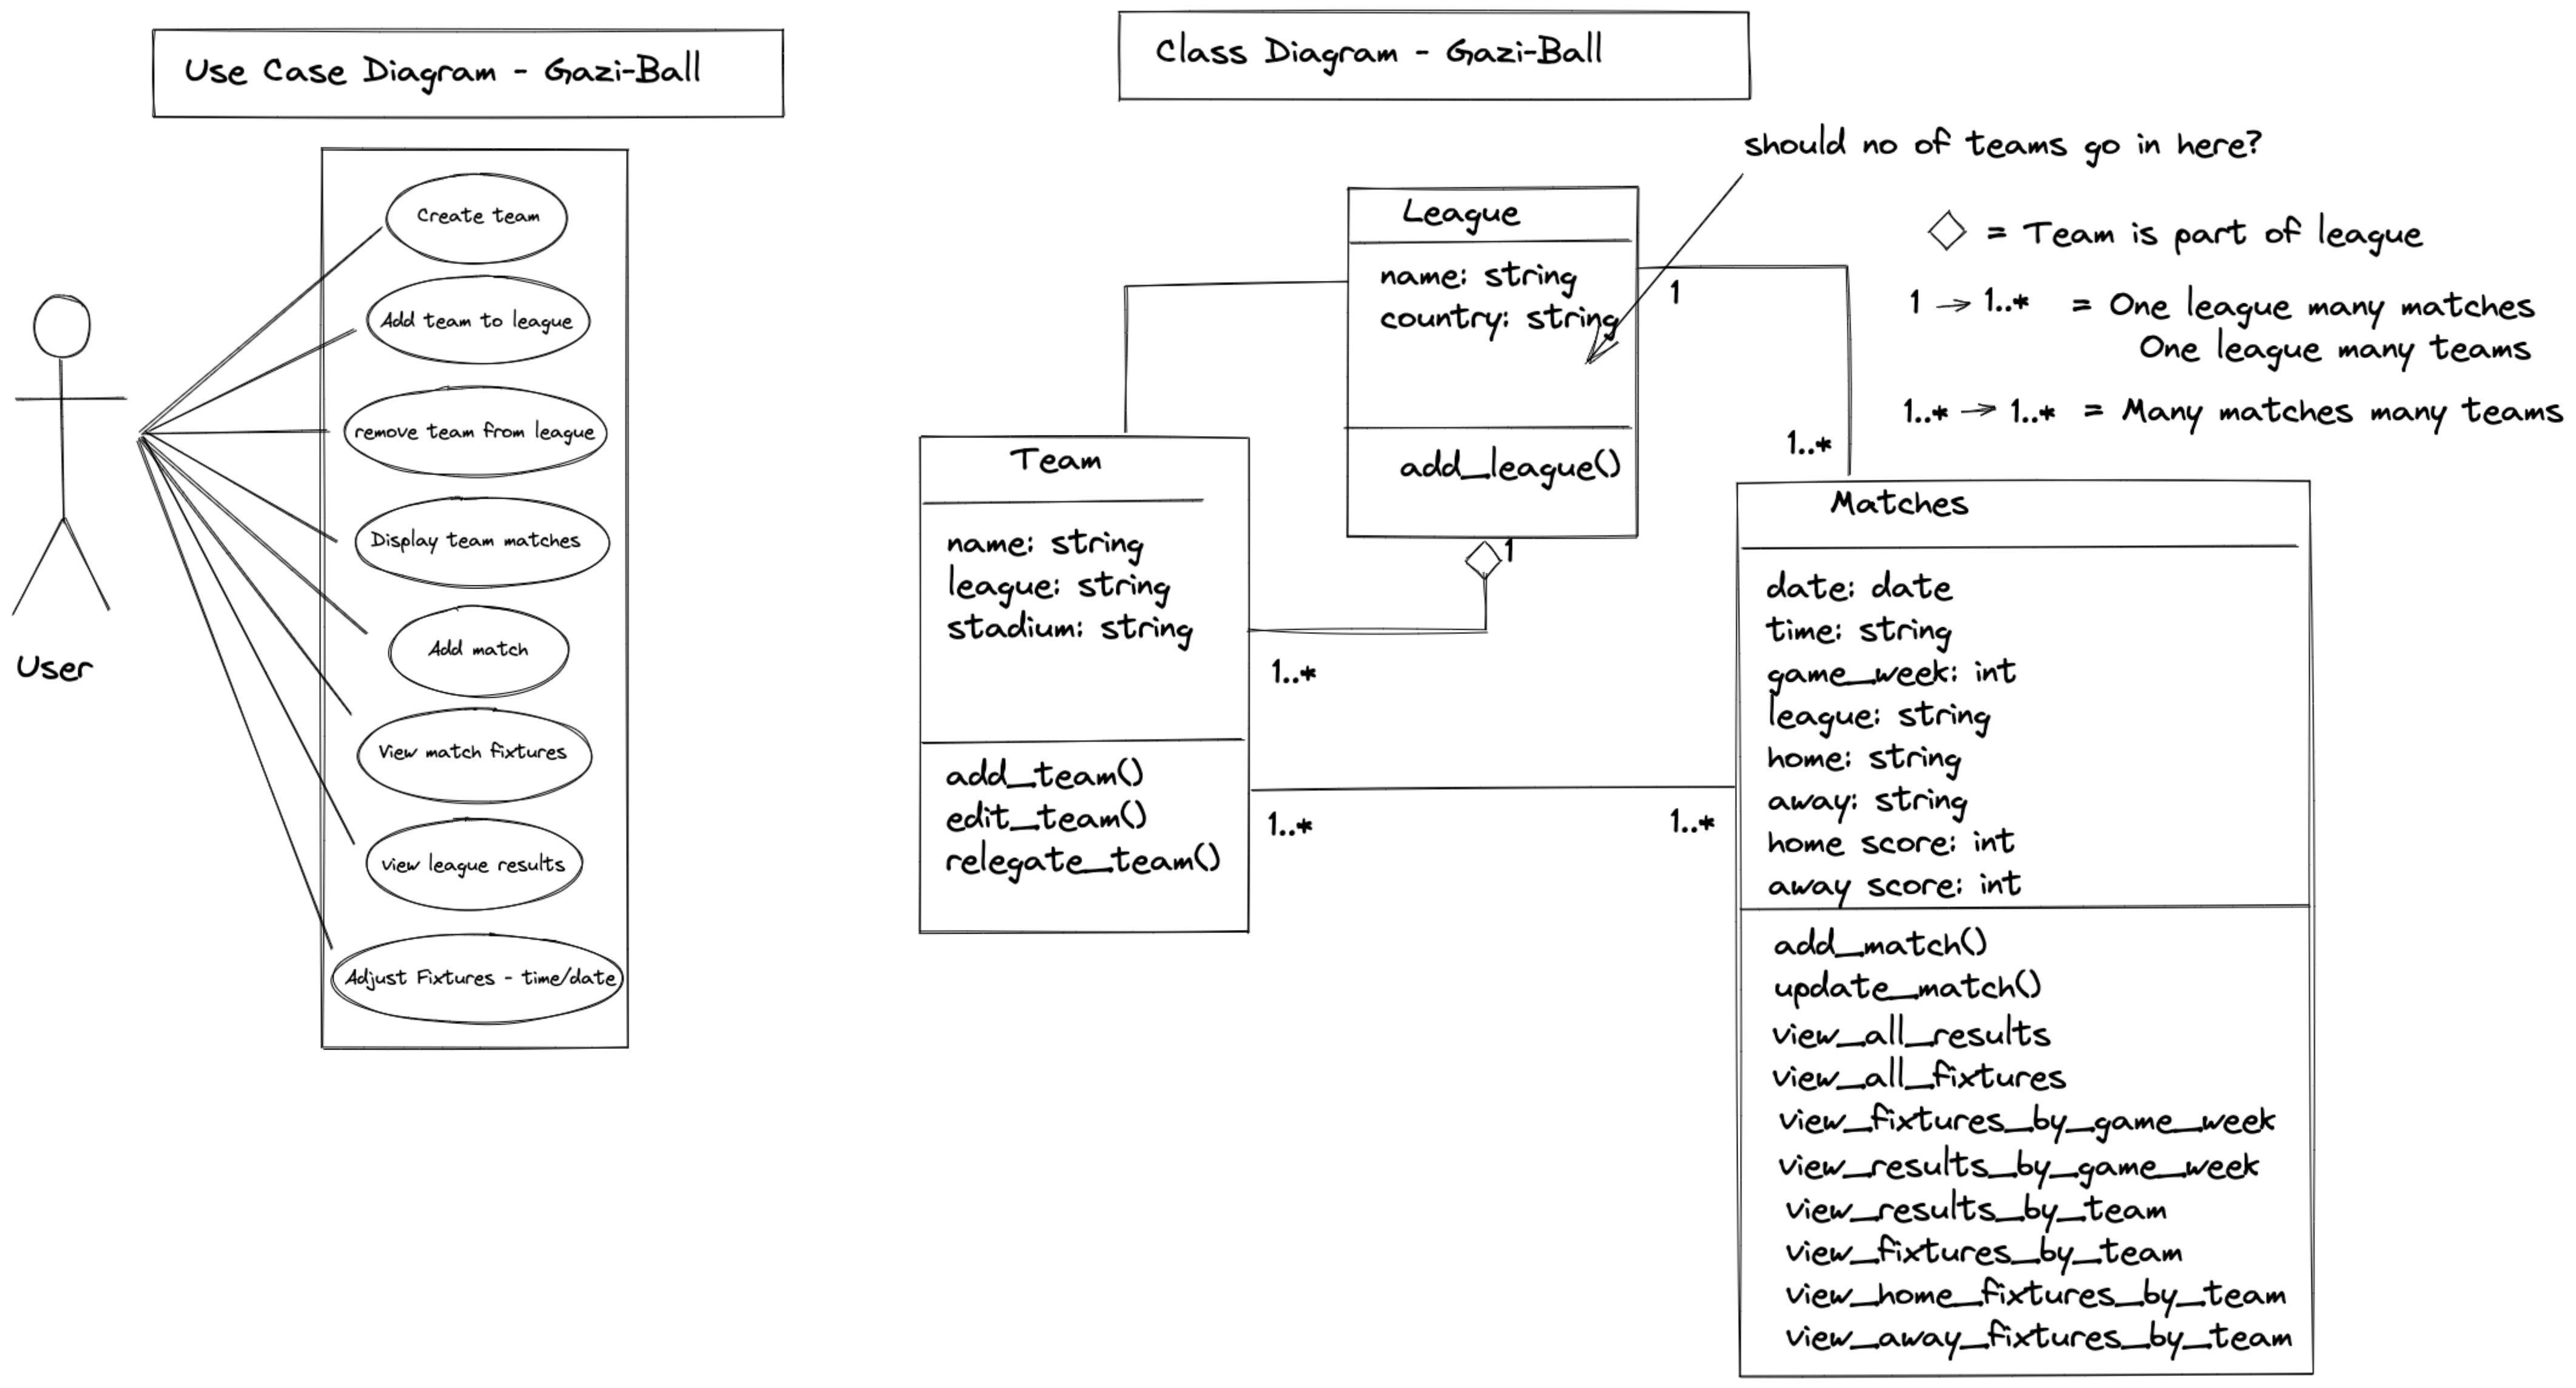 Use Case Diagram - Gazi-Ball
Create team
Add team to league
remove team from league
Display team matches
Add match
View match fixtures
view league results
Adjust Fixtures - time/date
User
Class Diagram - Gazi-Ball
should no of teams go in here?
League
name: string
country: string
add_league()
1
1..*
1
1..*
1..*
1..*
Team
name: string
league: string
stadium: string
add_team()
edit_team()
relegate_team()
= Team is part of league
1 → 1..* = One league many matches
One league many teams
1..* → 1..* = Many matches many teams
Matches
date: date
time: string
game_week: int
league: string
home: string
away: string
home score: int
away score: int
add_match()
update_match()
view_all_results
view_all_fixtures
view_fixtures_by_game_week
view_results_by_game_week
view_results_by_team
view_fixtures_by_team
view_home_fixtures_by_team
view_away_fixtures_by_team